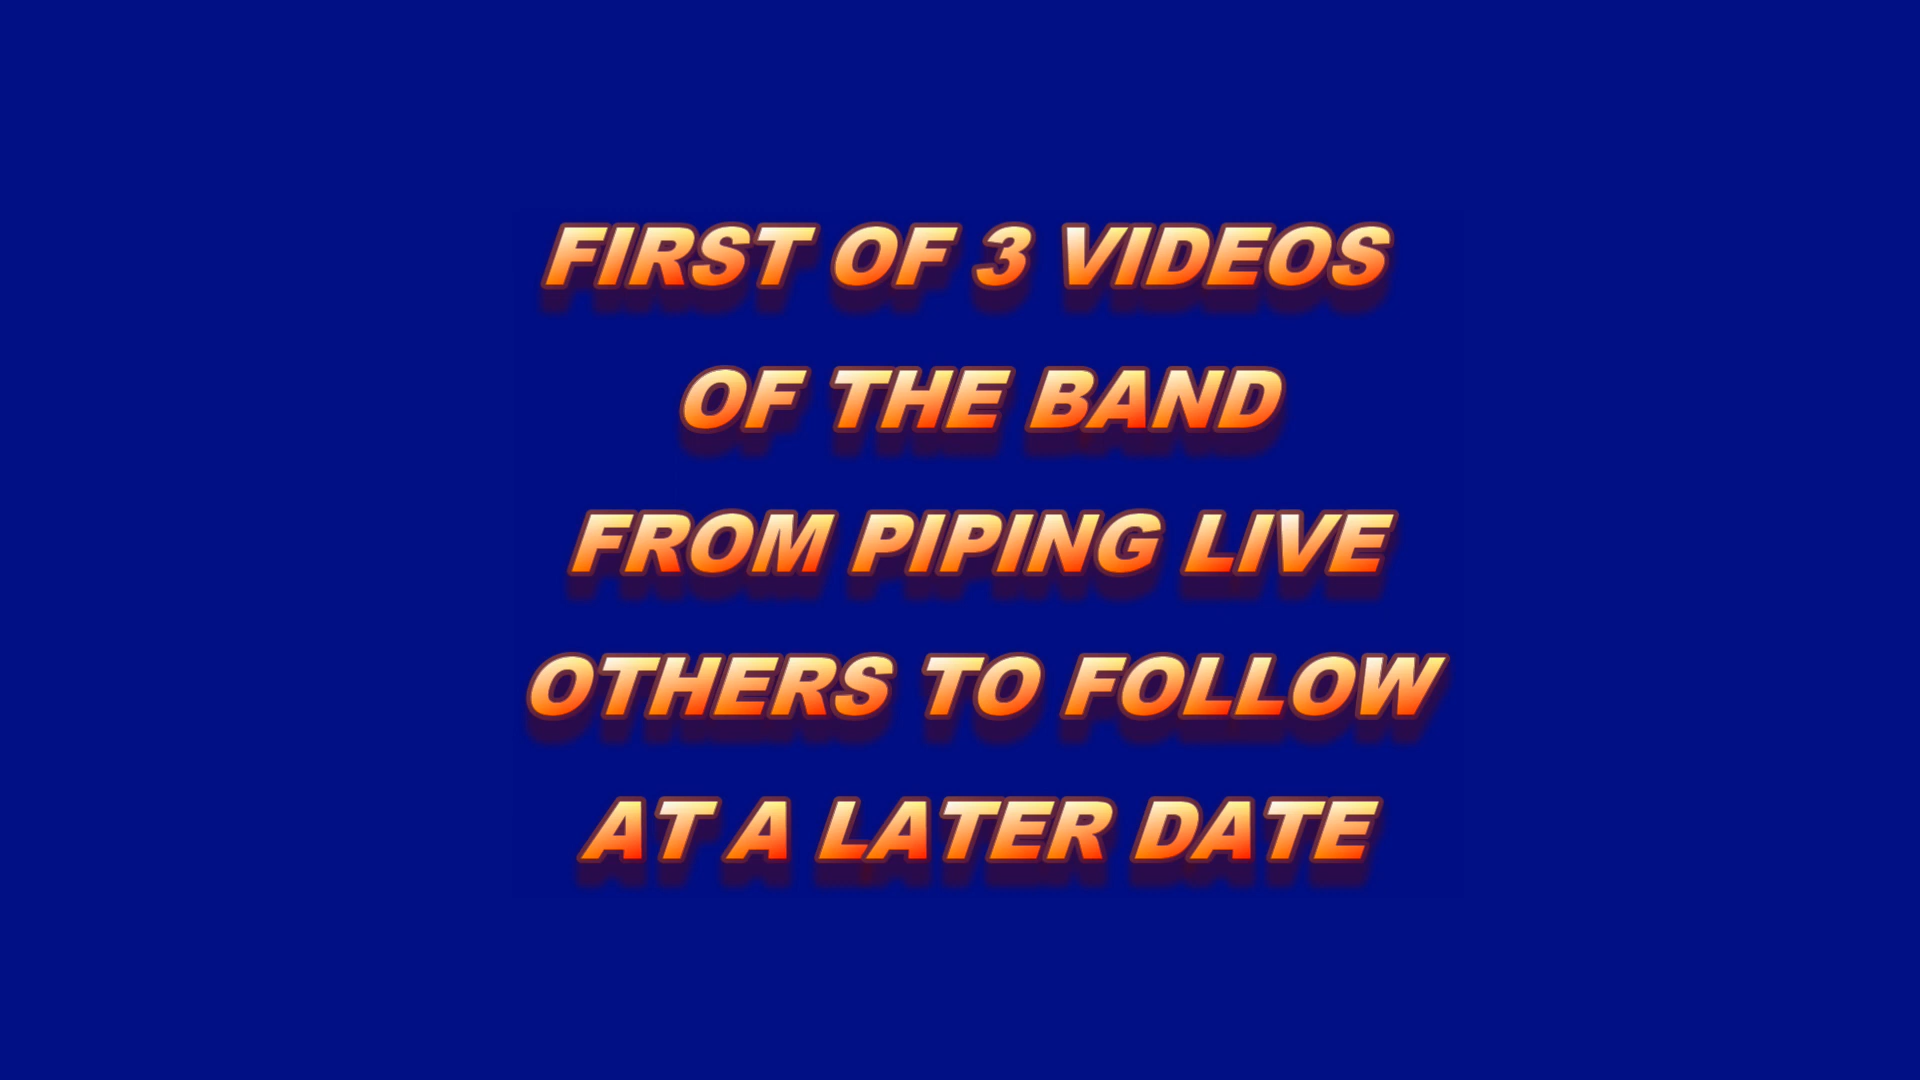 FIRST OF 3 VIDEOS
OF THE BAND
FROM PIPING LIVE
OTHERS TO FOLLOW
AT A LATER DATE